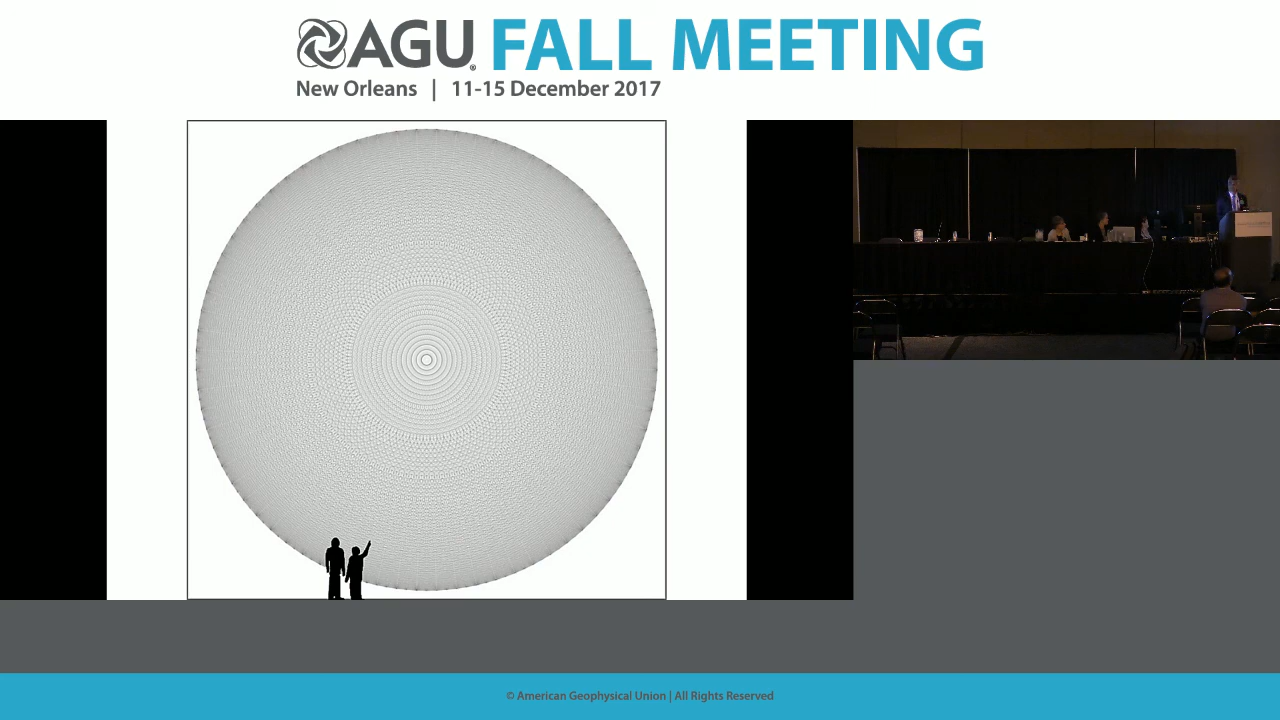 AGU® FALL MEETING
New Orleans | 11-15 December 2017
© American Geophysical Union | All Rights Reserved